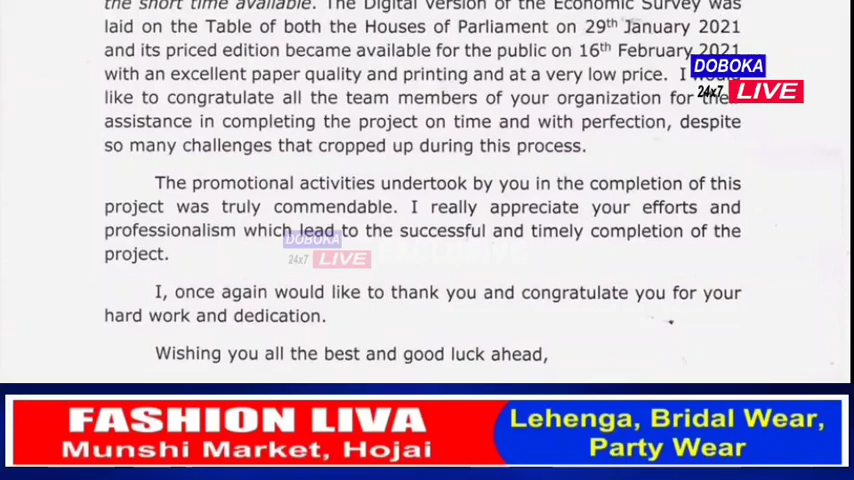 the short time available. The Digital version of the Economic Survey was
laid on the Table of both the Houses of Parliament on 29th January 2021
and its priced edition became available for the public on 16th February 2021
with an excellent paper quality and printing and at a very low price. I would
like to congratulate all the team members of your organization for their
assistance in completing the project on time and with perfection, despite
so many challenges that cropped up during this process.
The promotional activities undertook by you in the completion of this
project was truly commendable. I really appreciate your efforts and
professionalism which lead to the successful and timely completion of the
project.
I, once again would like to thank you and congratulate you for your
hard work and dedication.
Wishing you all the best and good luck ahead,
DOBOKA
24x7 LIVE
DOBOKA
24x7 LIVE
FASHION LIVA
Munshi Market, Hojai
Lehenga, Bridal Wear,
Party Wear